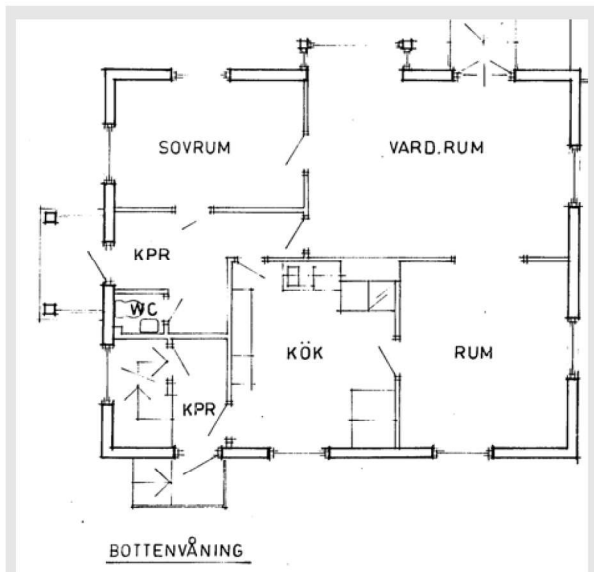 SOVRUM
VARD.RUM
KPR
WC
KÖK
RUM
KPR
BOTTENVÅNING